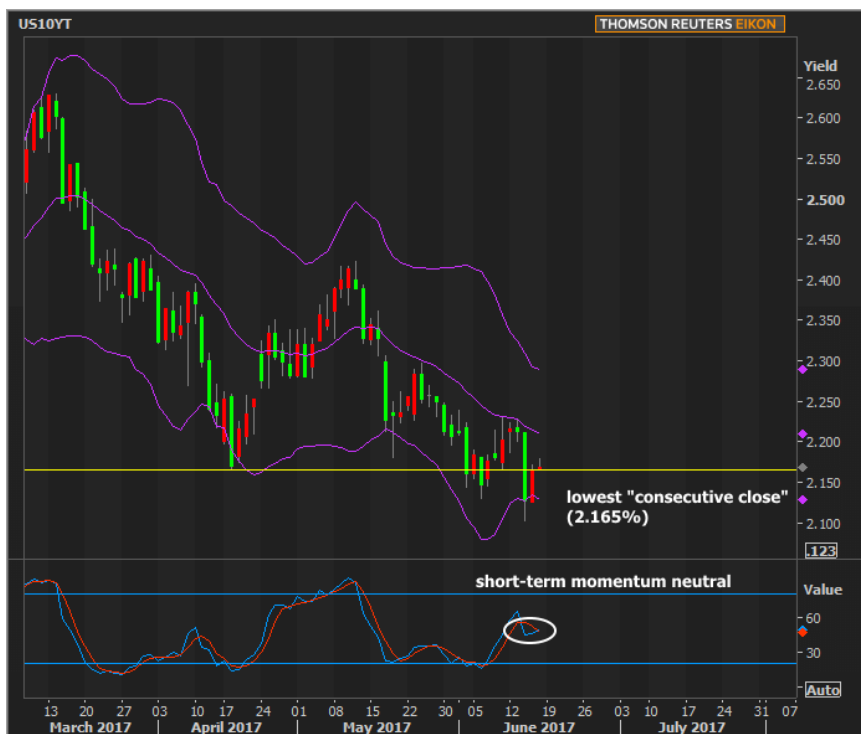 US10YT
THOMSON REUTERS EIKON
Yield
2.650
2.600
2.550
2.500
2.450
2.400
2.350
2.300
2.250
2.200
2.150
2.100
lowest "consecutive close"
(2.165%)
.123
short-term momentum neutral
Value
60
30
Auto
13 20 27 03 10 17 24 01 08 15 22 30 05 12 19 26 03 10 17 24 31 07
March 2017 April 2017 May 2017 June 2017 July 2017